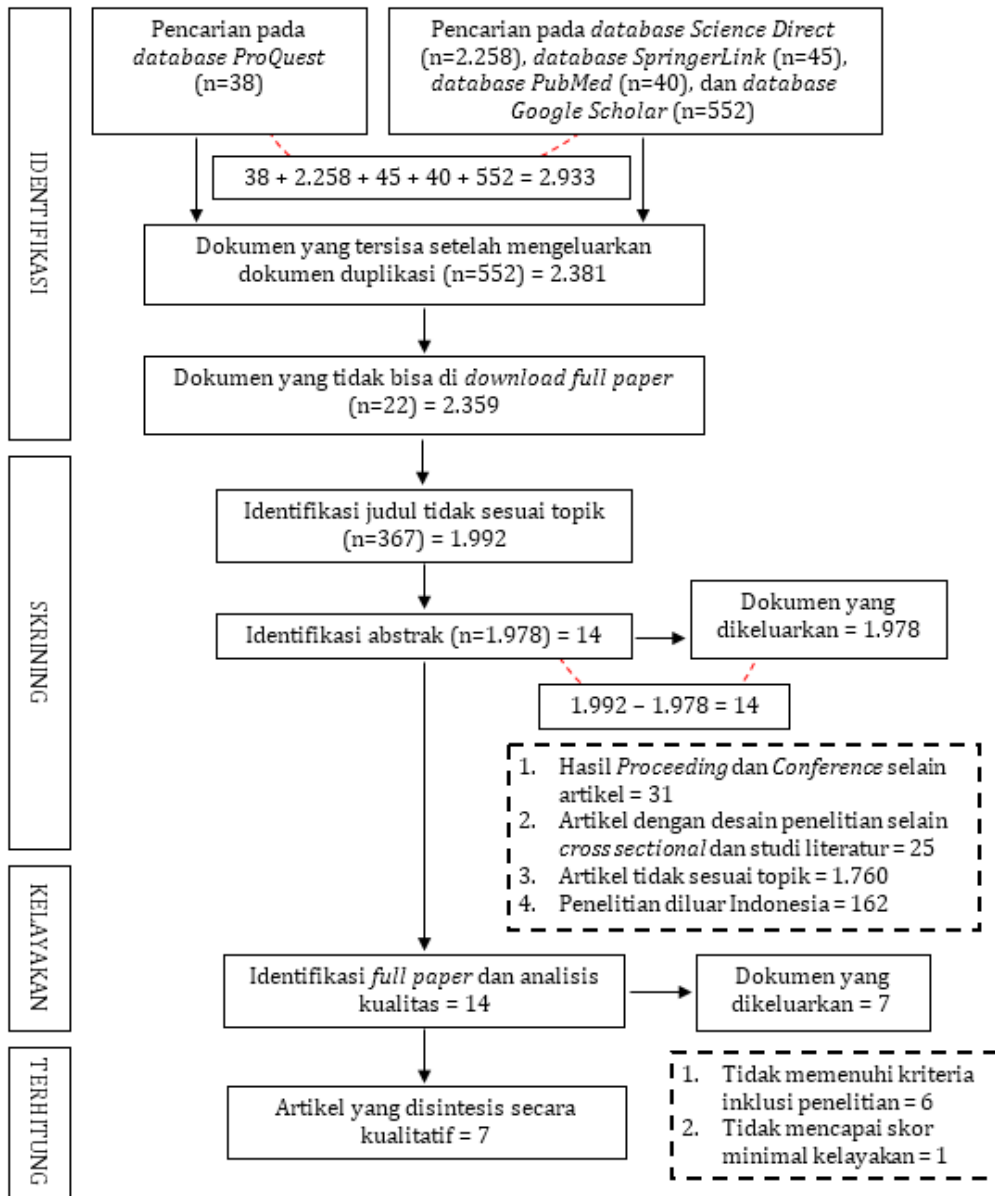 Pencarian pada
database ProQuest
(n=38)
Pencarian pada database Science Direct
(n=2.258), database SpringerLink (n=45),
database PubMed (n=40), dan database
Google Scholar (n=552)
IDENTIFIKASI
38 + 2.258 + 45 + 40 + 552 = 2.933
Dokumen yang tersisa setelah mengeluarkan
dokumen duplikasi (n=552) = 2.381
Dokumen yang tidak bisa di download full paper
(n=22) = 2.359
SKRINING
Identifikasi judul tidak sesuai topik
(n=367) = 1.992
Identifikasi abstrak (n=1.978) = 14
Dokumen yang
dikeluarkan = 1.978
1.992 – 1.978 = 14
1. Hasil Proceeding dan Conference selain
artikel = 31
2. Artikel dengan desain penelitian selain
cross sectional dan studi literatur = 25
3. Artikel tidak sesuai topik = 1.760
4. Penelitian diluar Indonesia = 162
KELAYAKAN
Identifikasi full paper dan analisis
kualitas = 14
Dokumen yang
dikeluarkan = 7
TERHITUNG
Artikel yang disintesis secara
kualitatif = 7
1. Tidak memenuhi kriteria
inklusi penelitian = 6
2. Tidak mencapai skor
minimal kelayakan = 1